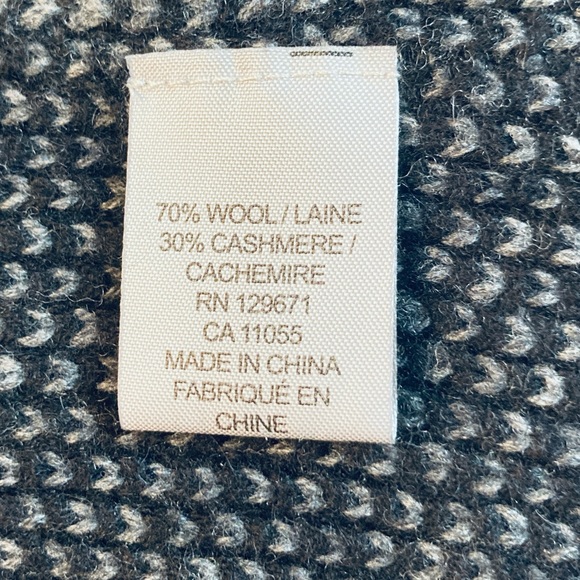 70% WOOL / LAINE
30% CASHMERE /
CACHEMIRE
RN 129671
CA 11055
MADE IN CHINA
FABRIQUÉ EN
CHINE